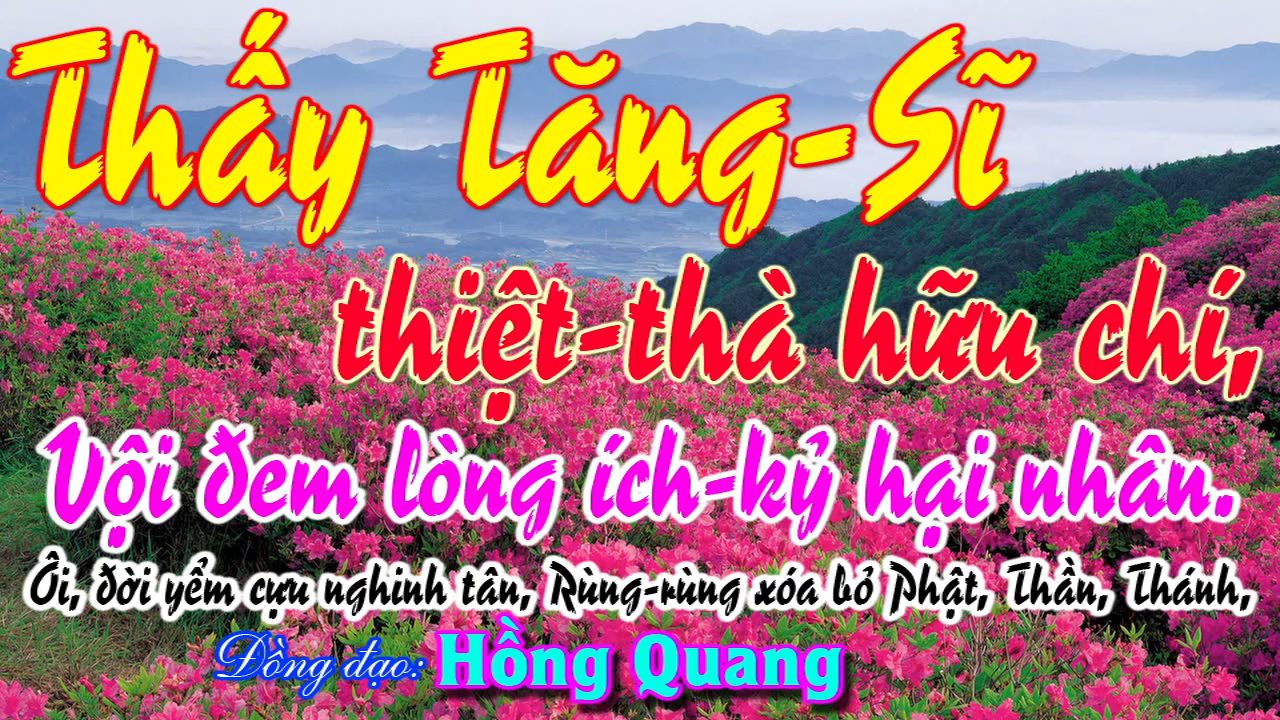 Thấy Tăng-Sĩ
thiệt-thà hữu chí,
Vội đem lòng ích-kỷ hại nhân.
Ôi, đời yểm cựu nghinh tân, Rùng-rùng xóa bỏ Phật, Thần, Thánh,
Đồng đạo: Hồng Quang